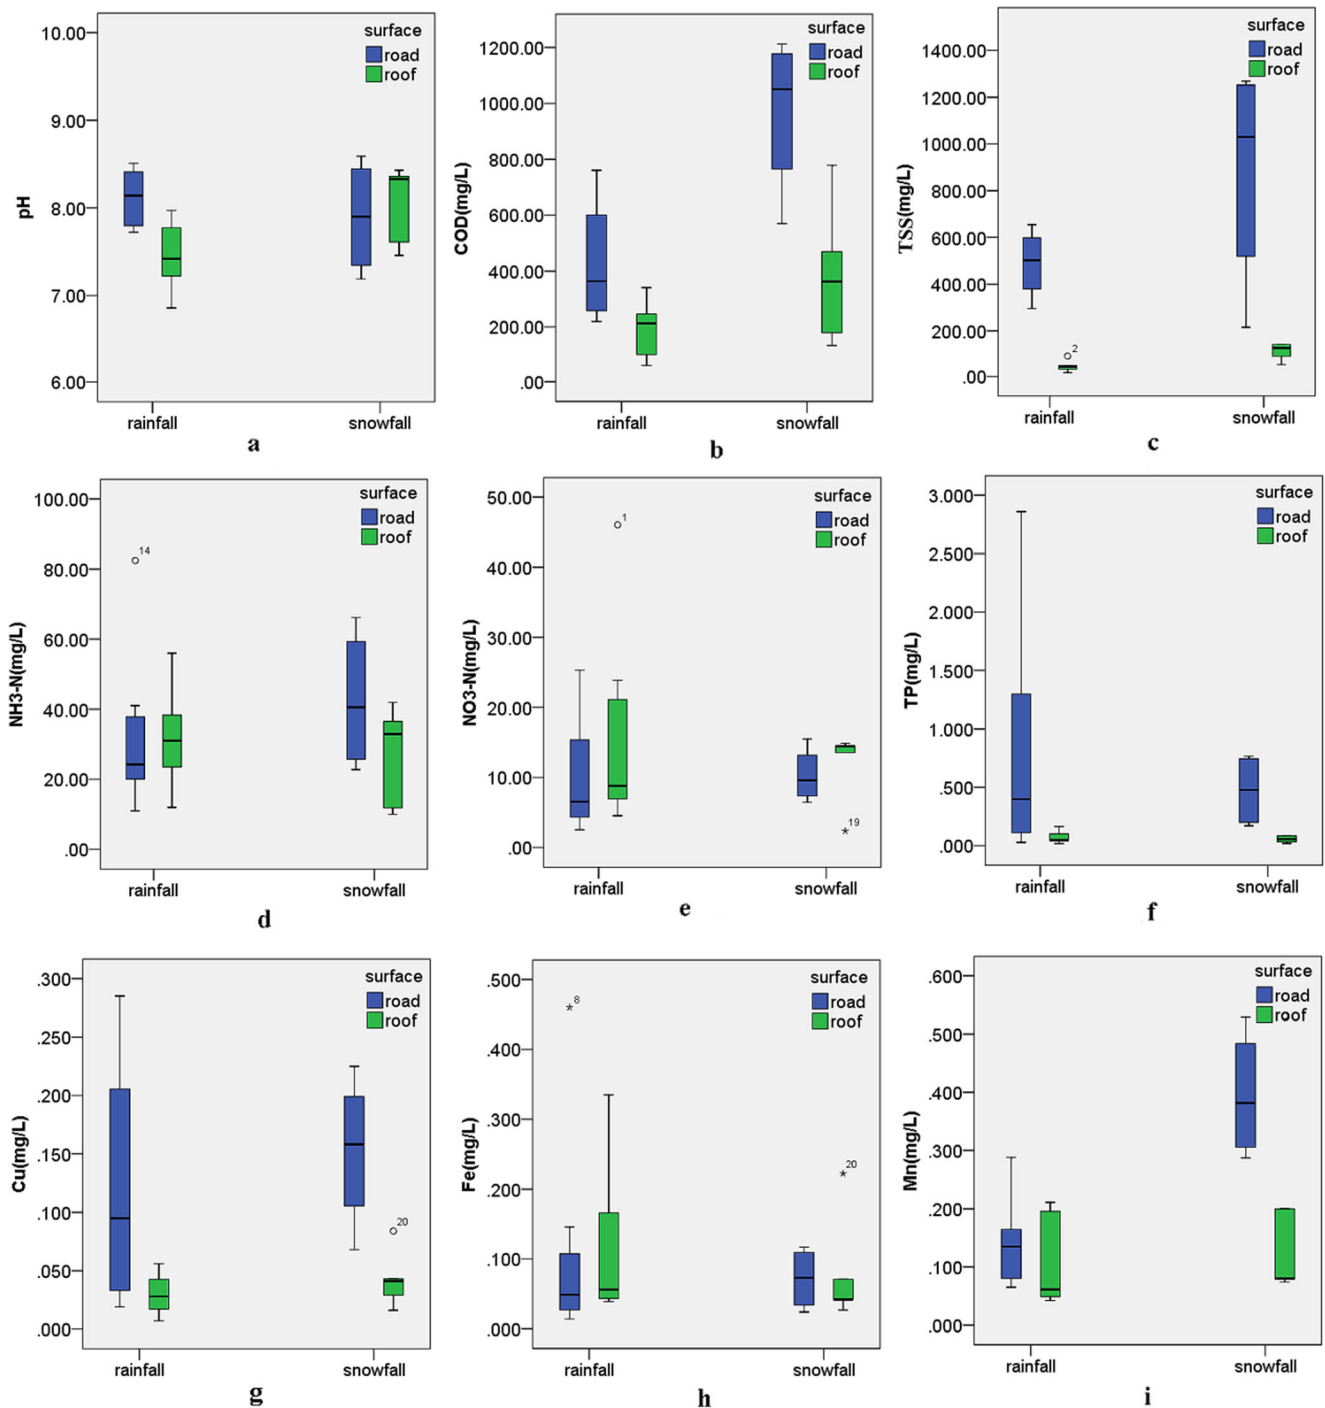 surface
road
roof
10.00
9.00
8.00
7.00
6.00
pH
rainfall snowfall
a
surface
road
roof
1200.00
1000.00
800.00
600.00
400.00
200.00
.00
COD(mg/L)
rainfall snowfall
b
surface
road
roof
1400.00
1200.00
1000.00
800.00
600.00
400.00
200.00
.00
TSS(mg/L)
2
rainfall snowfall
c
surface
road
roof
100.00
80.00
60.00
40.00
20.00
.00
NH3-N(mg/L)
14
rainfall snowfall
d
surface
road
roof
50.00
40.00
30.00
20.00
10.00
.00
NO3-N(mg/L)
1
*19
rainfall snowfall
e
surface
road
roof
3.000
2.500
2.000
1.500
1.000
.500
.000
TP(mg/L)
rainfall snowfall
f
surface
road
roof
.300
.250
.200
.150
.100
.050
.000
Cu(mg/L)
20
rainfall snowfall
g
surface
road
roof
.500
.400
.300
.200
.100
.000
Fe(mg/L)
*8
*20
rainfall snowfall
h
surface
road
roof
.600
.500
.400
.300
.200
.100
.000
Mn(mg/L)
rainfall snowfall
i